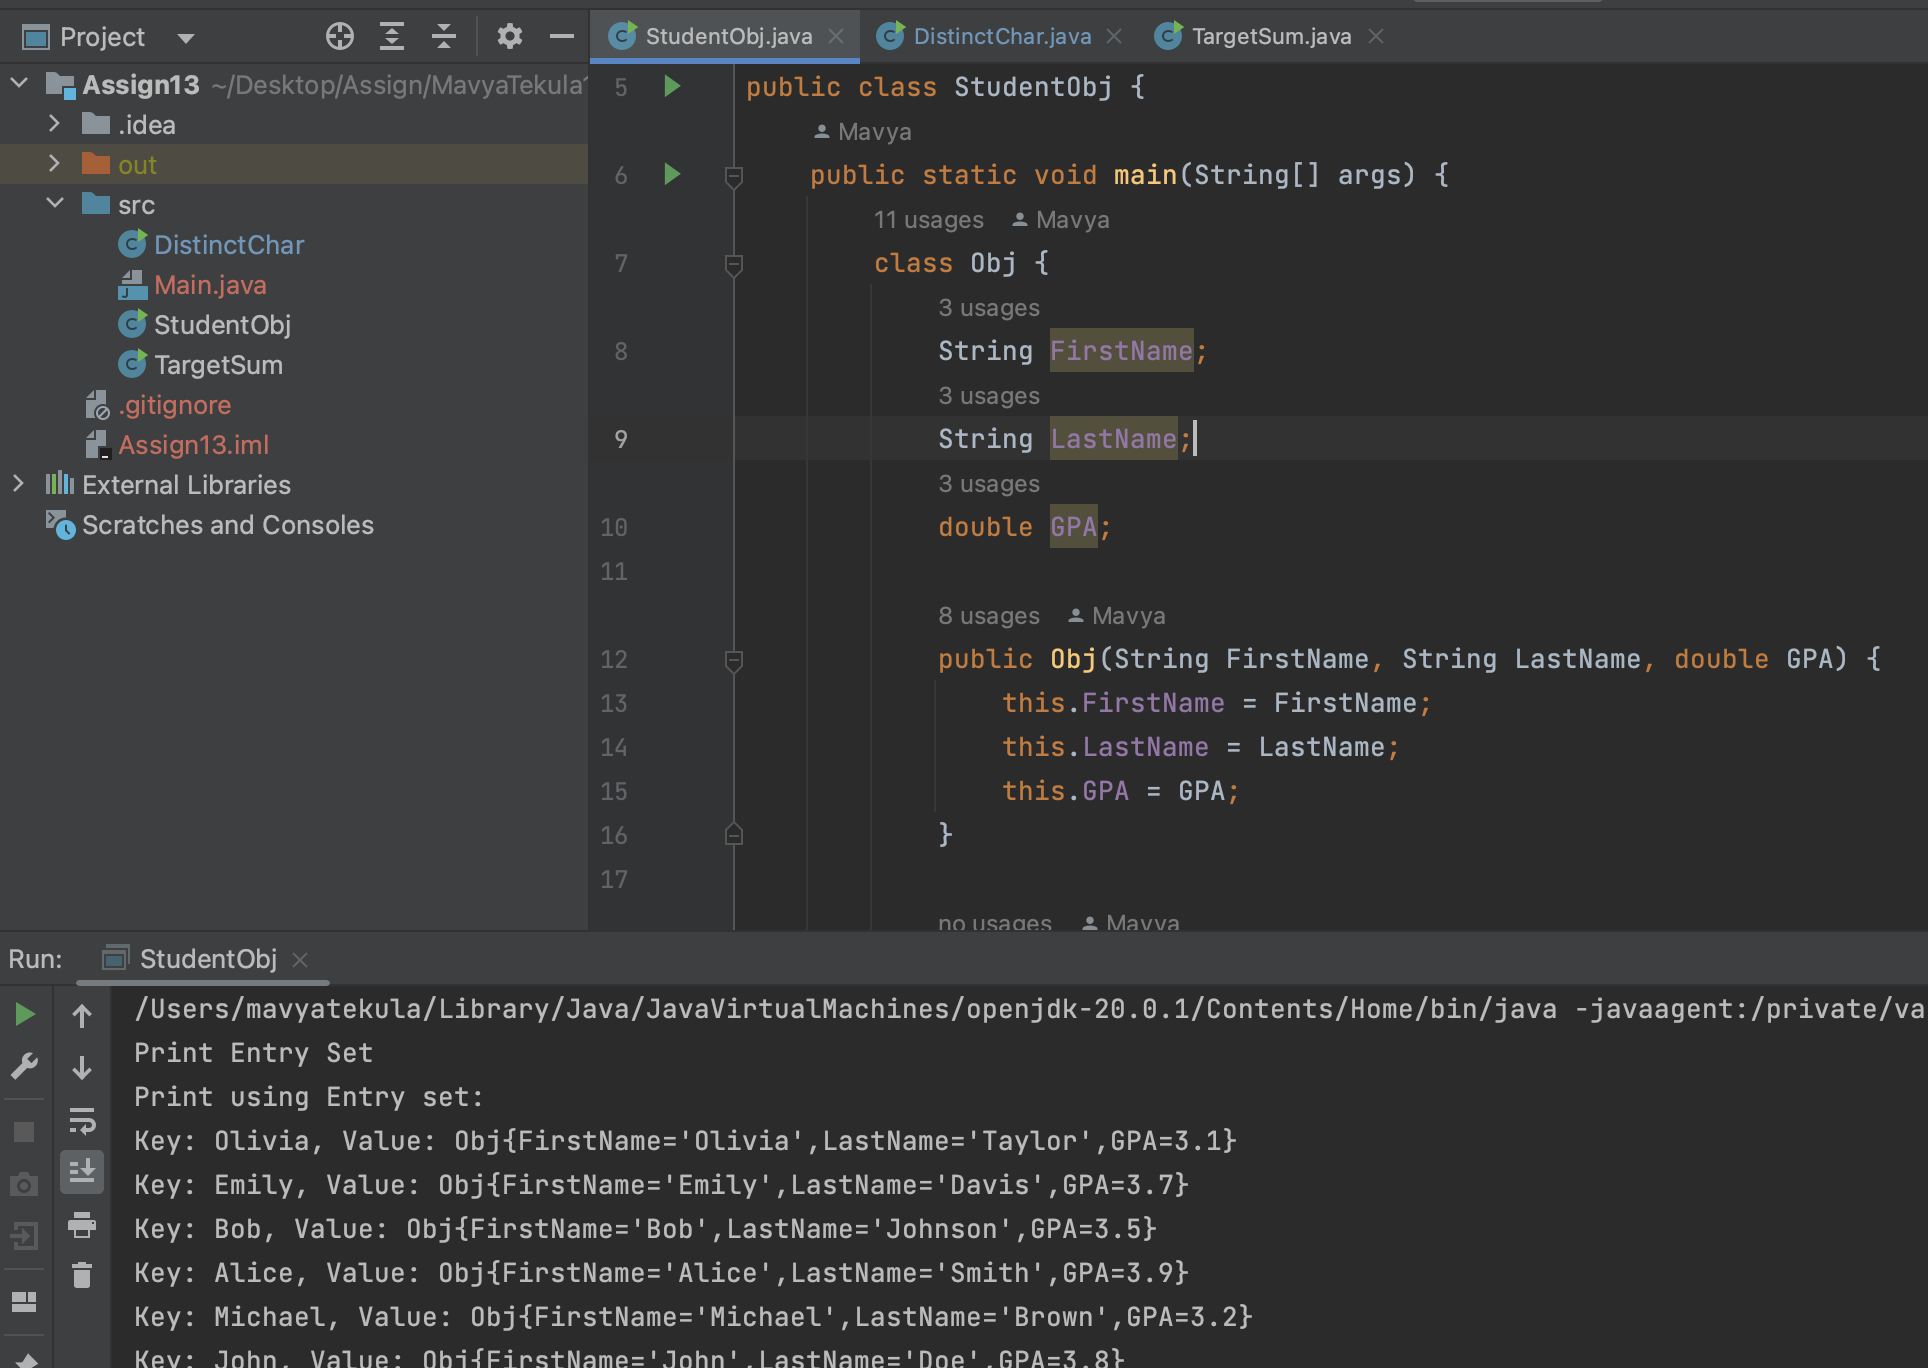 Project
StudentObj.java
DistinctChar.java
TargetSum.java
Assign13 ~/Desktop/Assign/MavyaTekula
.idea
out
src
DistinctChar
Main.java
StudentObj
TargetSum
.gitignore
Assign13.iml
External Libraries
Scratches and Consoles
5 public class StudentObj {
Mavya
6 public static void main(String[] args) {
11 usages Mavya
7 class Obj {
3 usages
8 String FirstName;
3 usages
9 String LastName;
3 usages
10 double GPA;
11
8 usages Mavya
12 public Obj(String FirstName, String LastName, double GPA) {
13 this.FirstName = FirstName;
14 this.LastName = LastName;
15 this.GPA = GPA;
16 }
17
no usages Mavya
Run: StudentObj
/Users/mavyatekula/Library/Java/JavaVirtualMachines/openjdk-20.0.1/Contents/Home/bin/java -javaagent:/private/va
Print Entry Set
Print using Entry set:
Key: Olivia, Value: Obj{FirstName='Olivia',LastName='Taylor',GPA=3.1}
Key: Emily, Value: Obj{FirstName='Emily',LastName='Davis',GPA=3.7}
Key: Bob, Value: Obj{FirstName='Bob',LastName='Johnson',GPA=3.5}
Key: Alice, Value: Obj{FirstName='Alice',LastName='Smith',GPA=3.9}
Key: Michael, Value: Obj{FirstName='Michael',LastName='Brown',GPA=3.2}
Key: John, Value: Obj{FirstName='John',LastName='Doe',GPA=3.8}